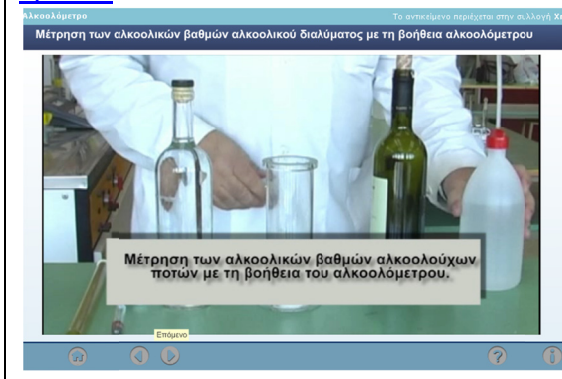 Αλκοολόμετρο
Το αντικείμενο περιέχεται στην συλλογή
Μέτρηση των αλκοολικών βαθμών αλκοολικού διαλύματος με τη βοήθεια αλκοολόμετρου
Μέτρηση των αλκοολικών βαθμών αλκοολούχων
ποτών με τη βοήθεια του αλκοολόμετρου.
Επόμενο
?
i